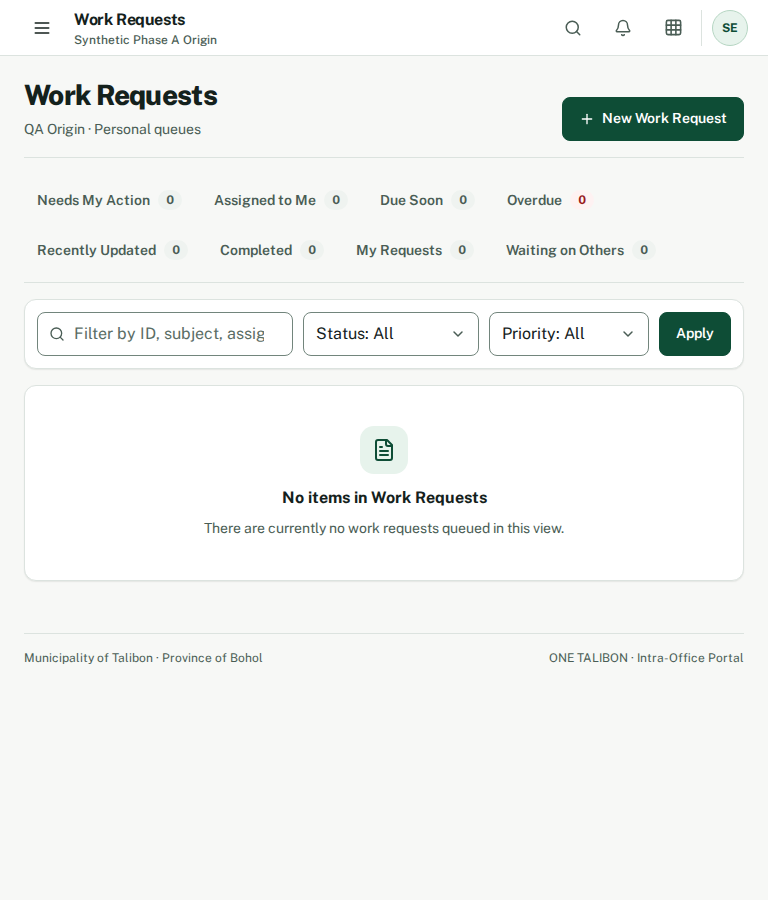 Work Requests
Synthetic Phase A Origin
SE
Work Requests
QA Origin · Personal queues
New Work Request
Needs My Action 0 Assigned to Me 0 Due Soon 0 Overdue 0
Recently Updated 0 Completed 0 My Requests 0 Waiting on Others 0
Filter by ID, subject, assig Status: All Priority: All Apply
No items in Work Requests
There are currently no work requests queued in this view.
Municipality of Talibon · Province of Bohol ONE TALIBON · Intra-Office Portal